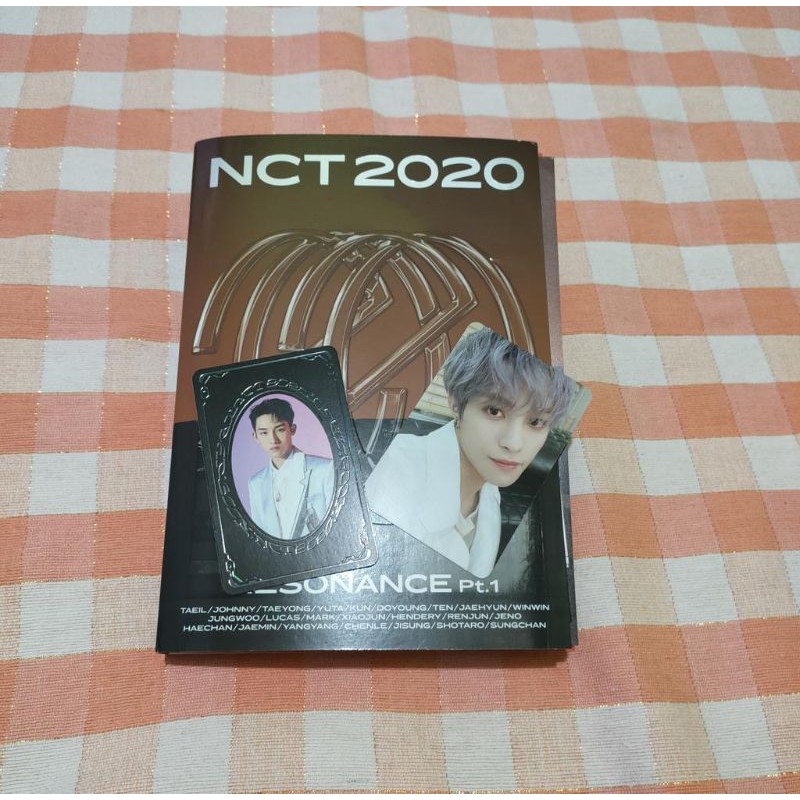 NCT 2020
RESONANCE Pt.1
TAEIL/JOHNNY/TAEYONG/YUTA/KUN/DOYOUNG/TEN/JAEHYUN/WINWIN
JUNGWOO/LUCAS/MARK/XIAOJUN/HENDERY/RENJUN/JENO
HAECHAN/JAEMIN/YANGYANG/CHENLE/JISUNG/SHOTARO/SUNGCHAN